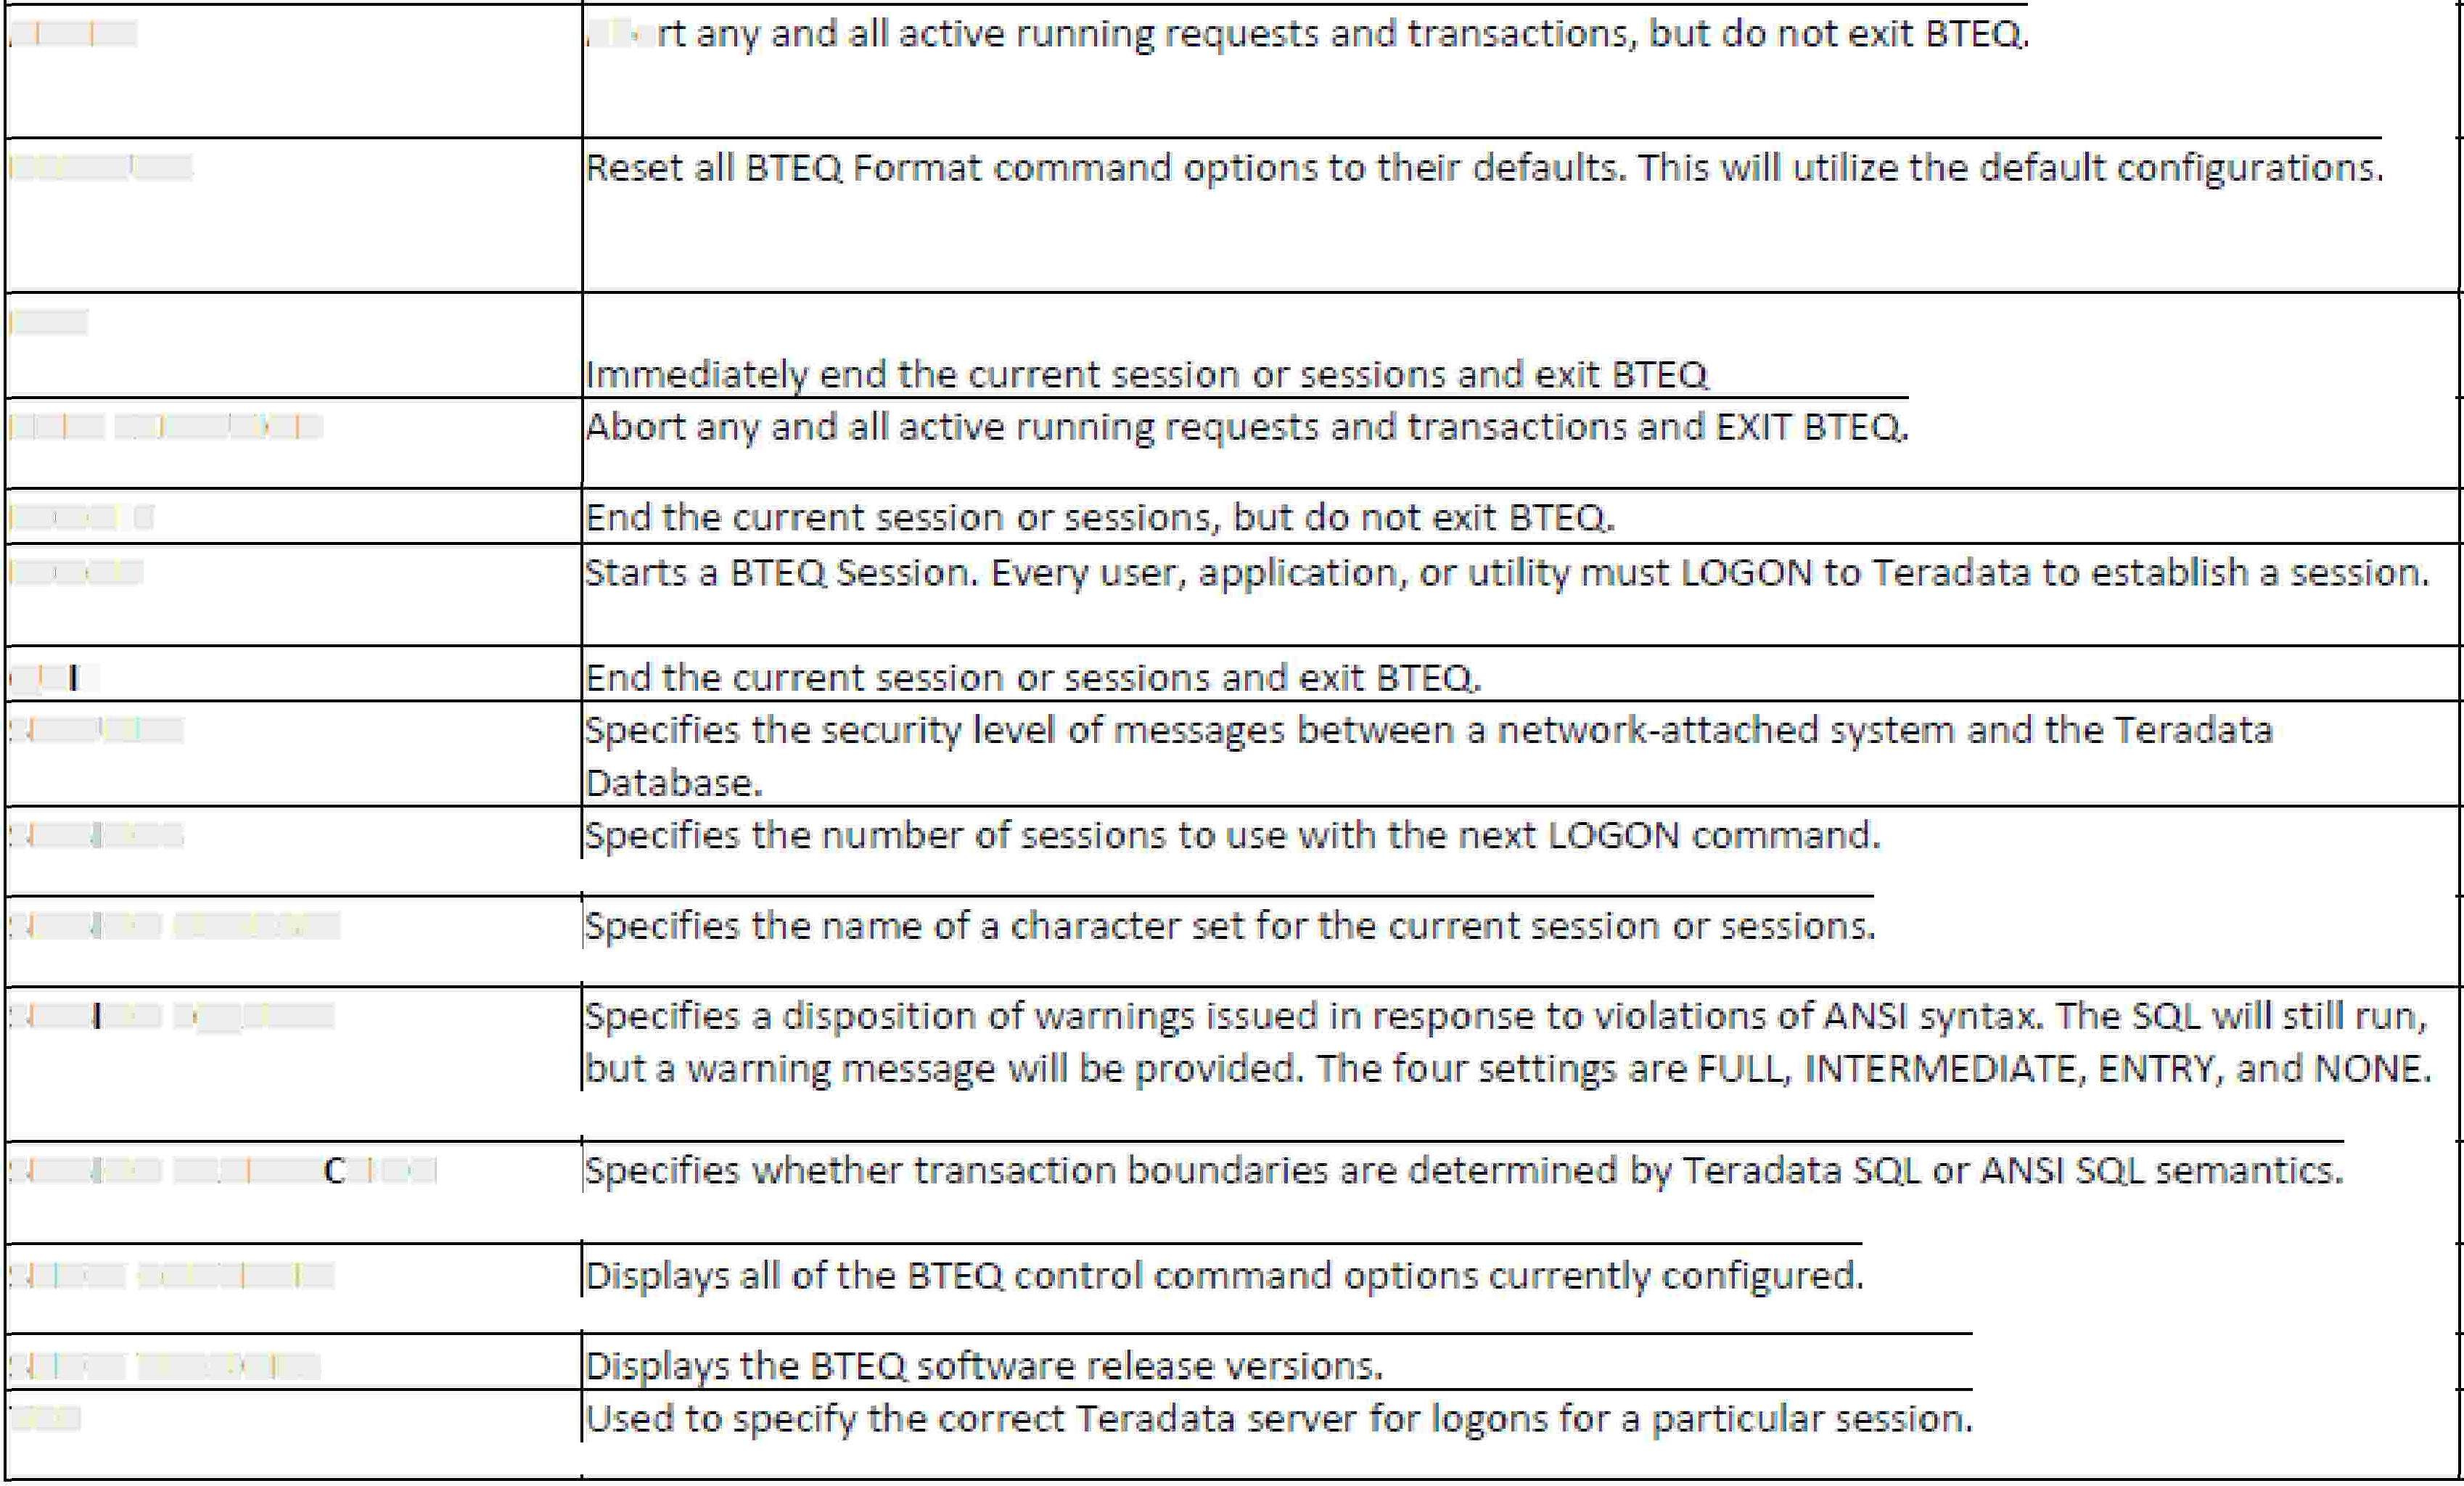 any and all active running requests and transactions, but do not exit BTEQ.
Reset all BTEQ Format command options to their defaults. This will utilize the default configurations.
Immediately end the current session or sessions and exit BTEQ
Abort any and all active running requests and transactions and EXIT BTEQ.
End the current session or sessions, but do not exit BTEQ.
Starts a BTEQ Session. Every user, application, or utility must LOGON to Teradata to establish a session.
End the current session or sessions and exit BTEQ.
Specifies the security level of messages between a network-attached system and the Teradata
Database.
Specifies the number of sessions to use with the next LOGON command.
Specifies the name of a character set for the current session or sessions.
Specifies a disposition of warnings issued in response to violations of ANSI syntax. The SQL will still run,
but a warning message will be provided. The four settings are FULL, INTERMEDIATE, ENTRY, and NONE.
Specifies whether transaction boundaries are determined by Teradata SQL or ANSI SQL semantics.
Displays all of the BTEQ control command options currently configured.
Displays the BTEQ software release versions.
Used to specify the correct Teradata server for logons for a particular session.